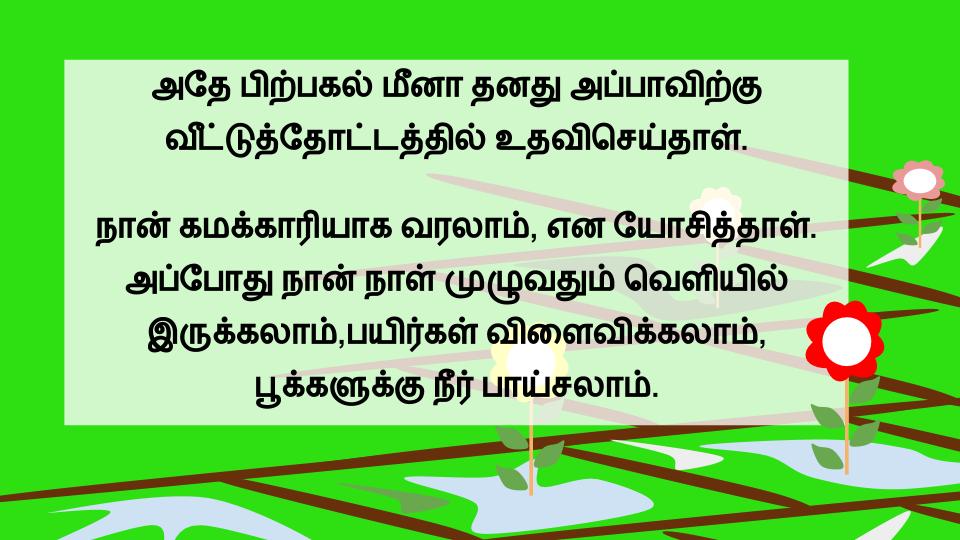 அதே பிற்பகல் மீனா தனது அப்பாவிற்கு
வீட்டுத்தோட்டத்தில் உதவிசெய்தாள்.
நான் கமக்காரியாக வரலாம், என யோசித்தாள்.
அப்போது நான் நாள் முழுவதும் வெளியில்
இருக்கலாம்,பயிர்கள் விளைவிக்கலாம்,
பூக்களுக்கு நீர் பாய்சலாம்.